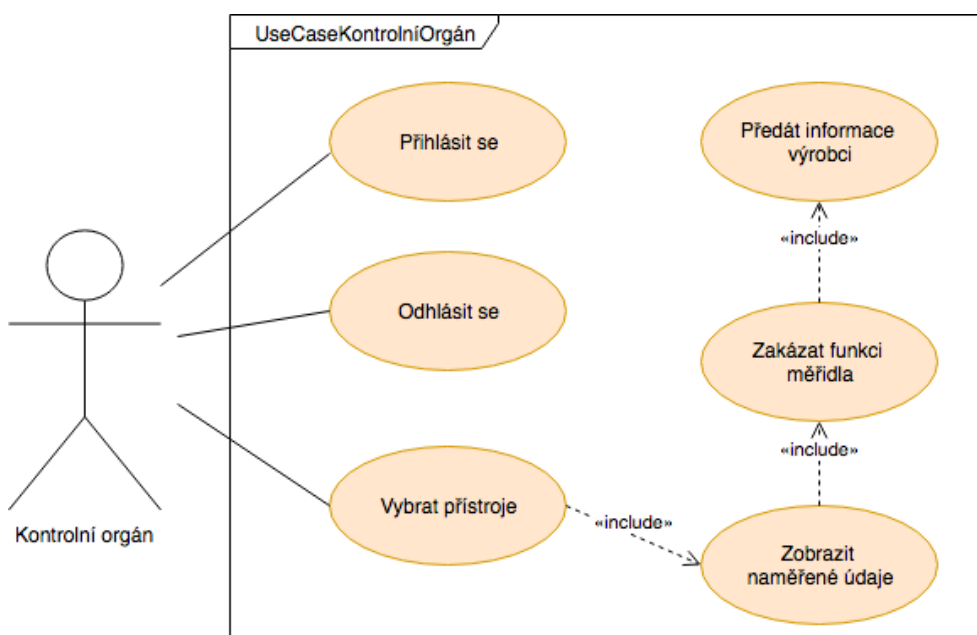 UseCaseKontrolníOrgán
Přihlásit se
Předát informace
výrobci
«include»
Odhlásit se
Zakázat funkci
měřidla
«include»
Vybrat přístroje
«include»
Zobrazit
naměřené údaje
Kontrolní orgán